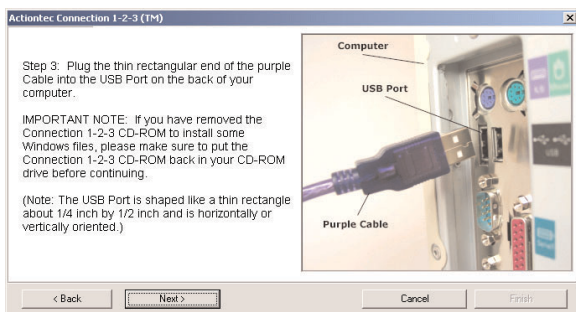 Actiontec Connection 1-2-3 (TM)
Step 3: Plug the thin rectangular end of the purple
Cable into the USB Port on the back of your
computer.
IMPORTANT NOTE: If you have removed the
Connection 1-2-3 CD-ROM to install some
Windows files, please make sure to put the
Connection 1-2-3 CD-ROM back in your CD-ROM
drive before continuing.
(Note: The USB Port is shaped like a thin rectangle
about 1/4 inch by 1/2 inch and is horizontally or
vertically oriented.)
Computer
USB Port
Purple Cable
USB
< Back
Next >
Cancel
Finish